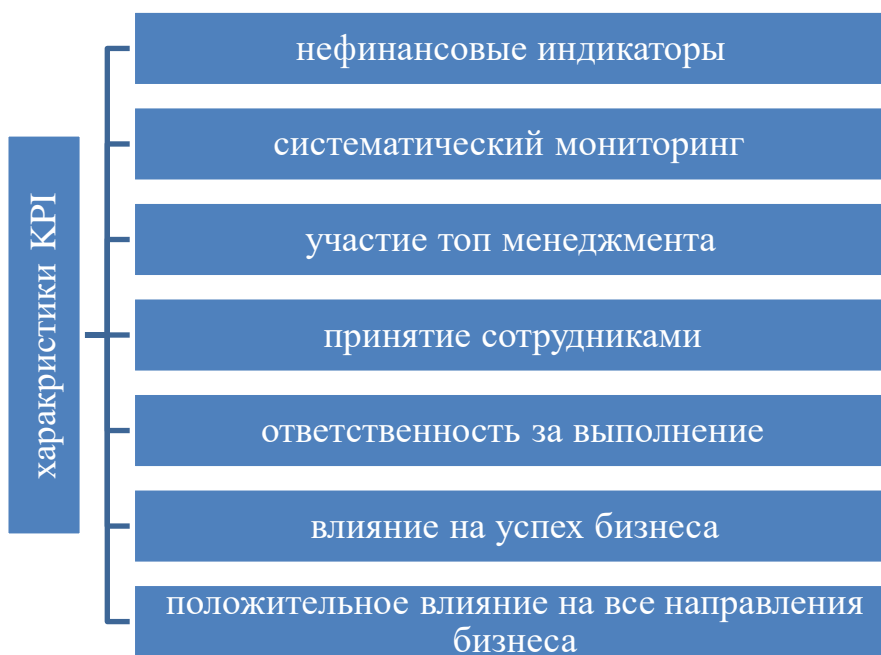 характистики KPI
нефинансовые индикаторы
систематический мониторинг
участие топ менеджмента
принятие сотрудниками
ответственность за выполнение
влияние на успех бизнеса
положительное влияние на все направления
бизнеса